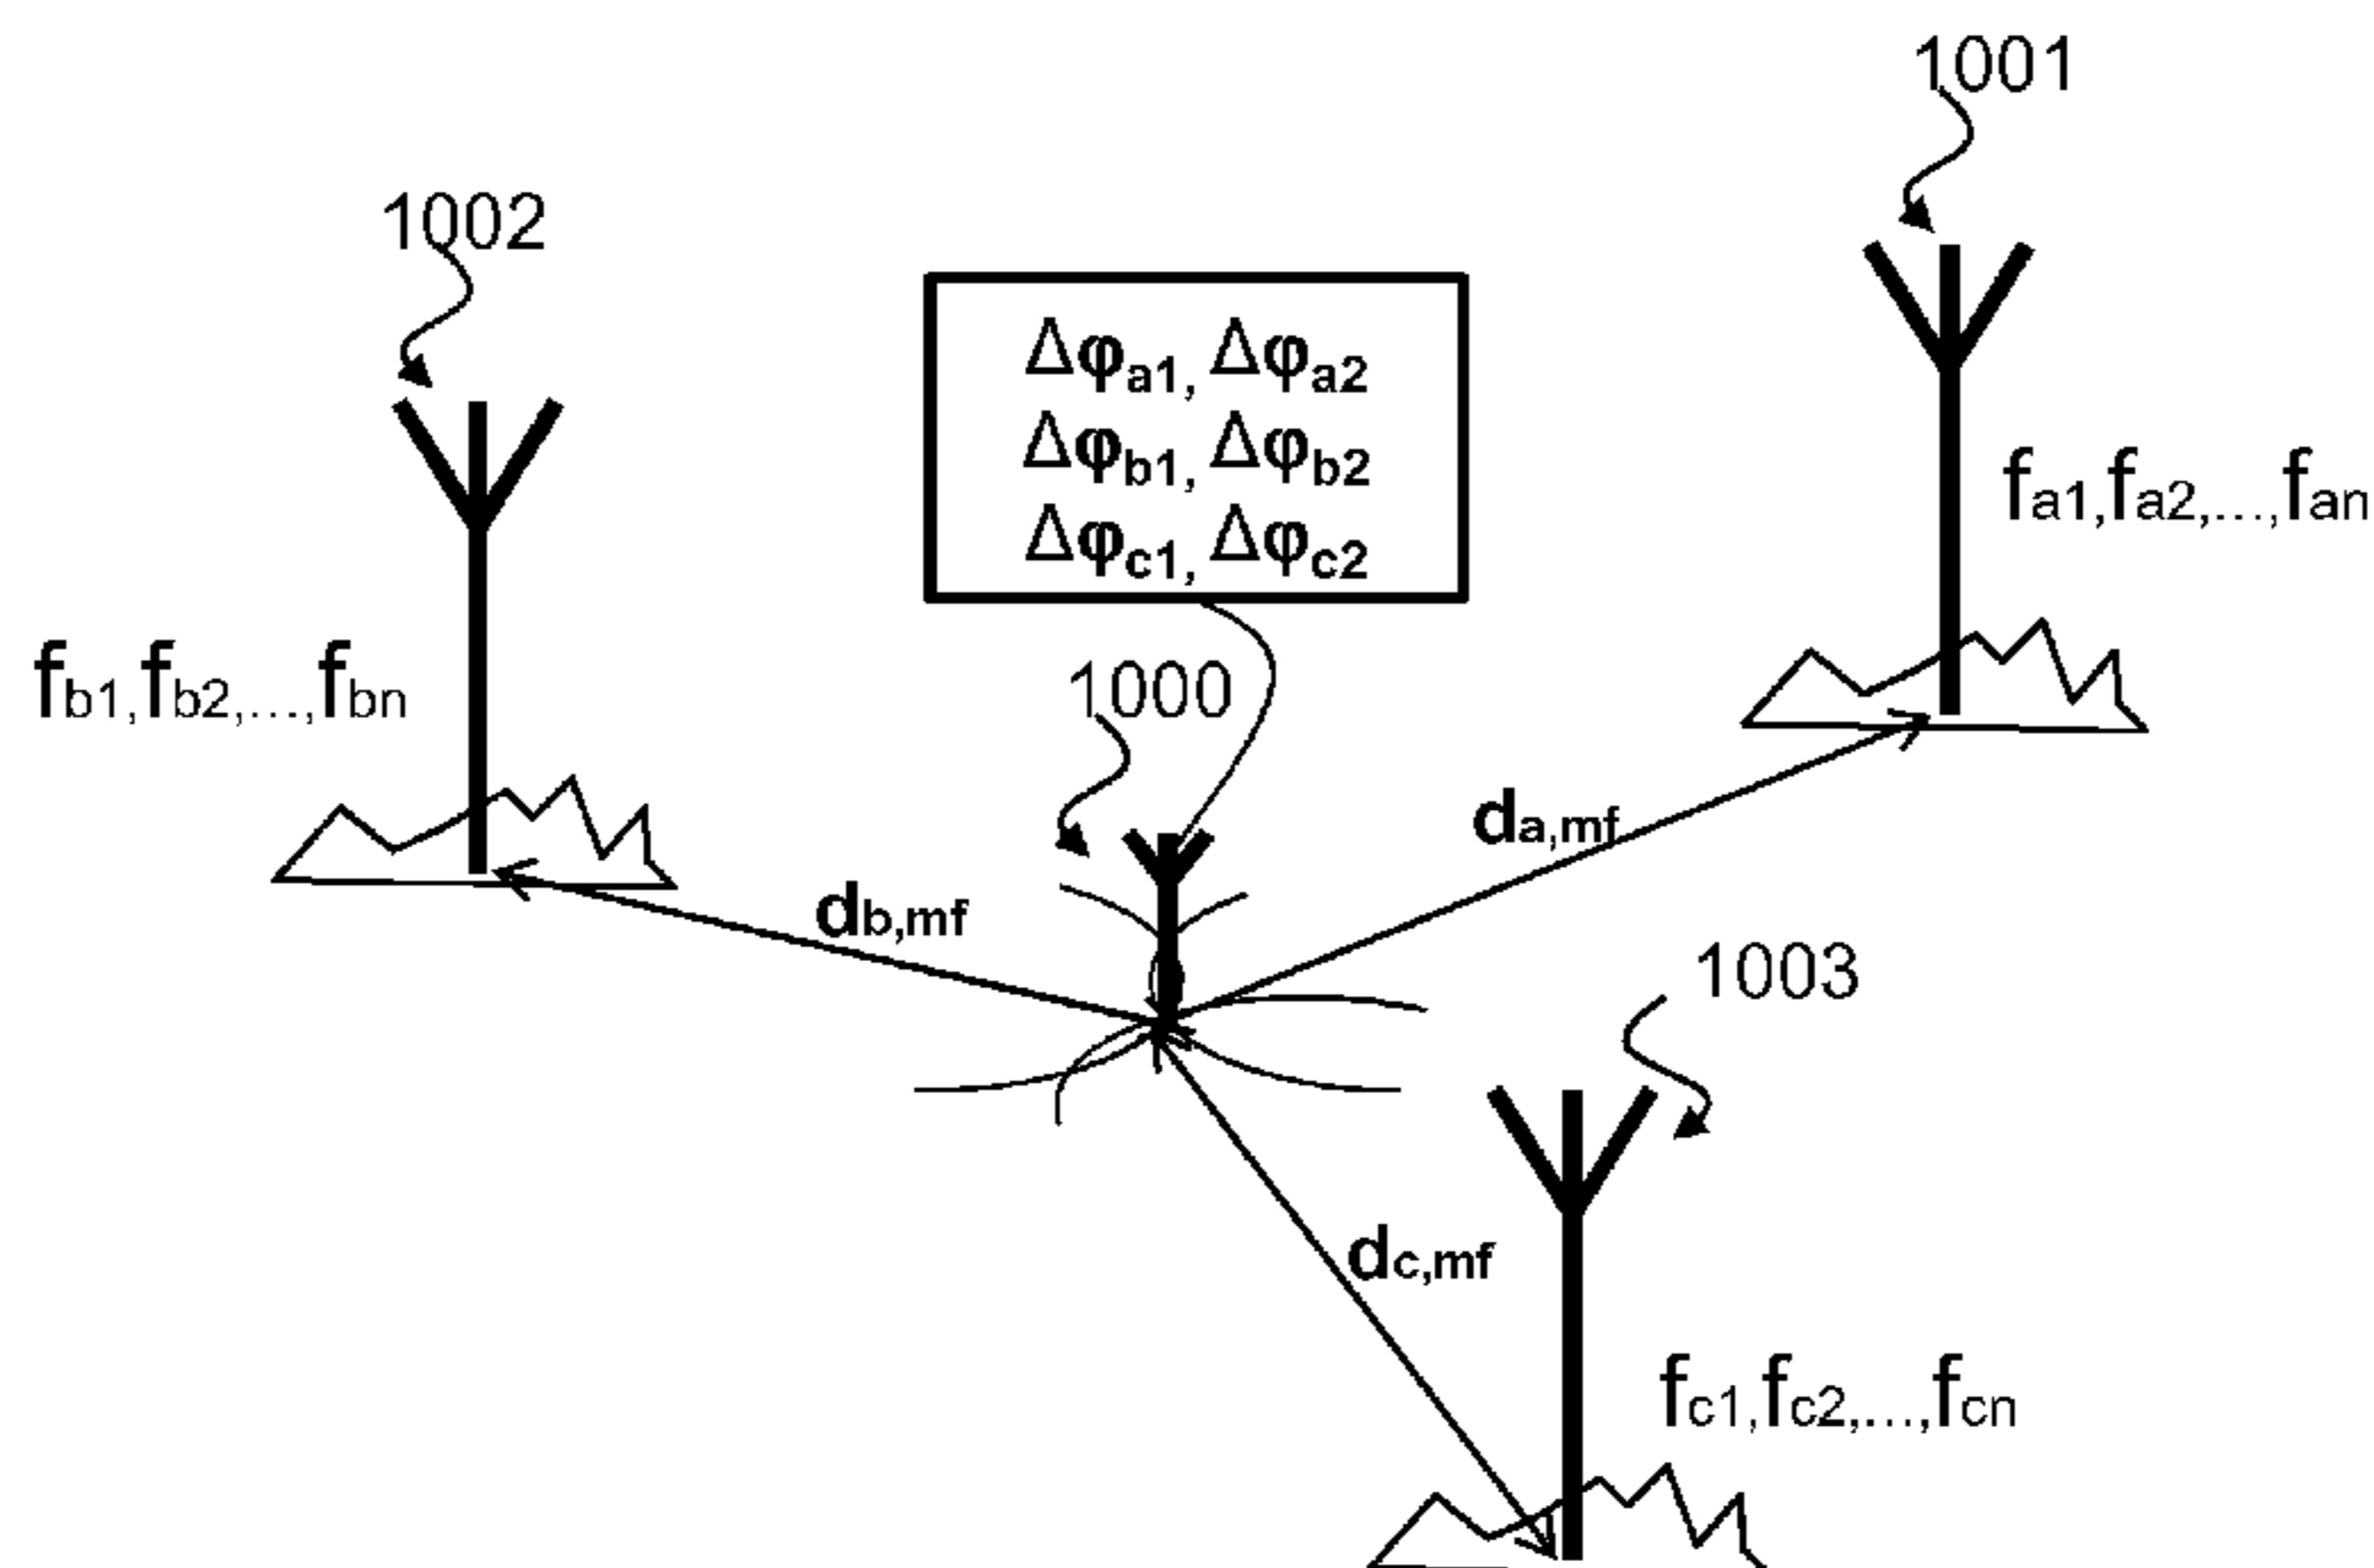 1001
1002
Δφa1, Δφa2
Δφb1, Δφb2
Δφc1, Δφc2
fa1,fa2,...,fan
fb1,fb2,...,fbn
1000
da,mf
db,mf
1003
dc,mf
fc1,fc2,...,fcn